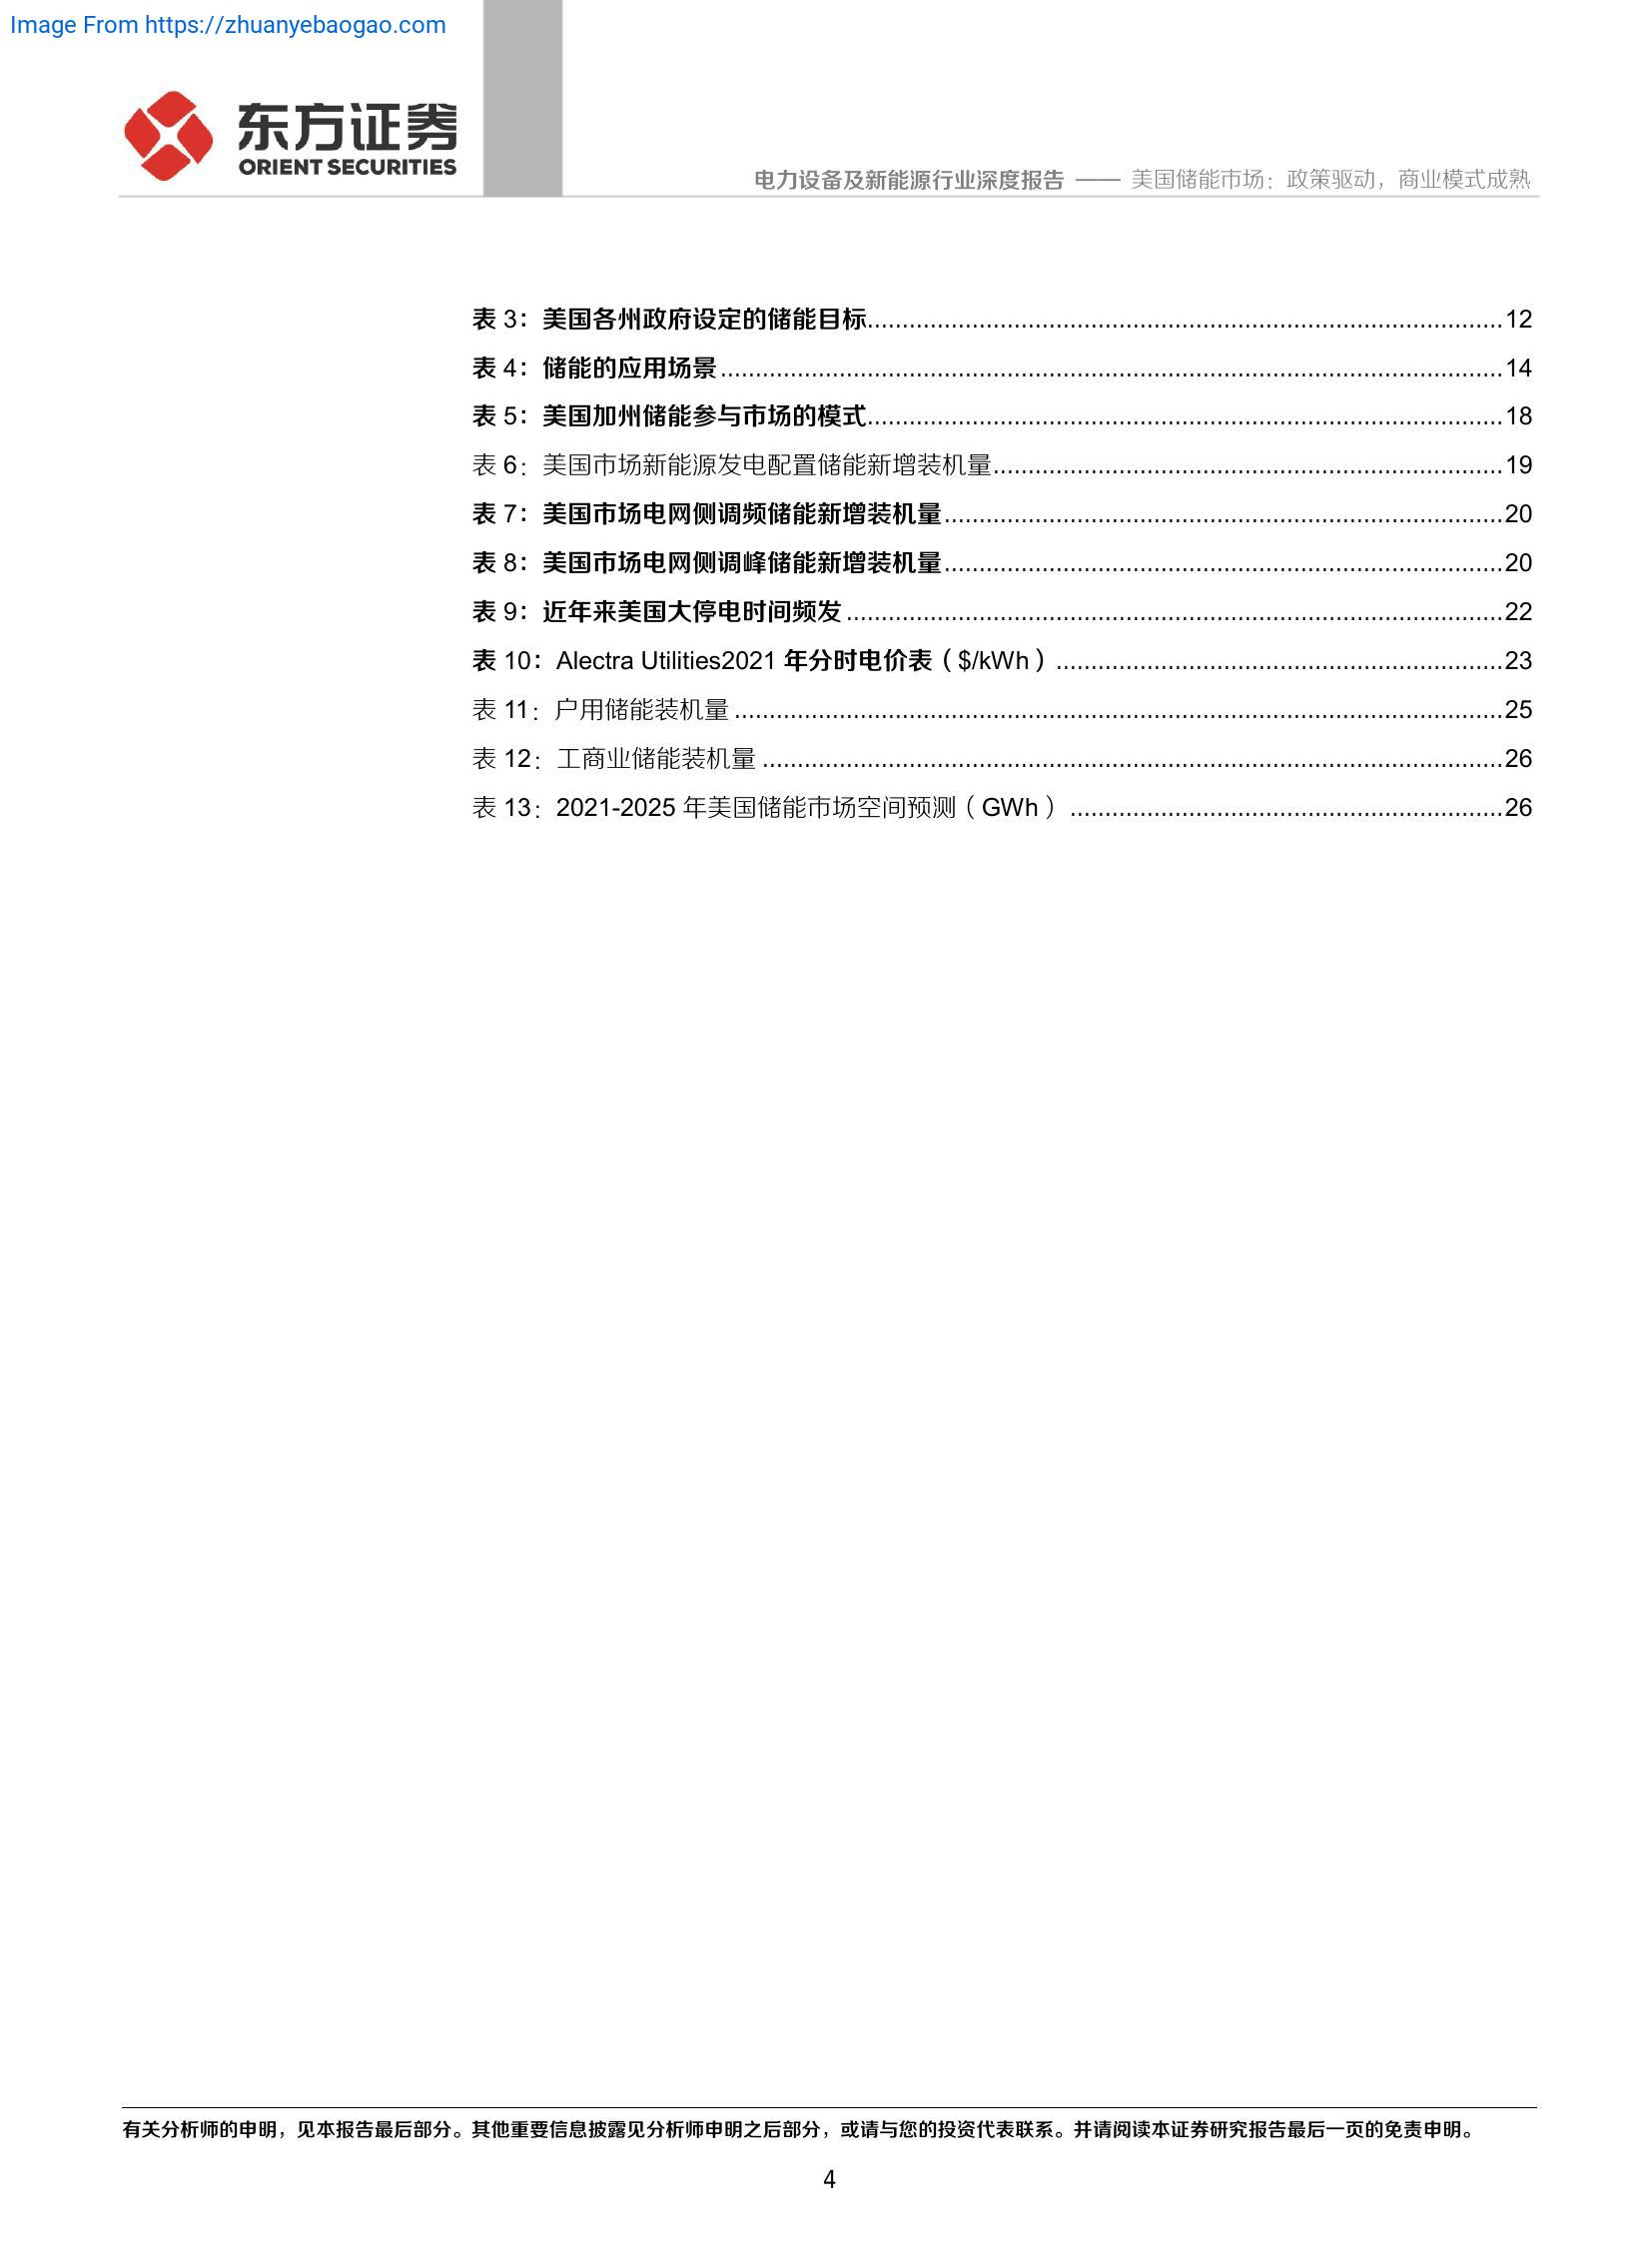 Image From https://zhuanyebaogao.com
东方证券
ORIENT SECURITIES
电力设备及新能源行业深度报告 —— 美国储能市场：政策驱动，商业模式成熟
表 3：美国各州政府设定的储能目标............................................................................................12
表 4：储能的应用场景..................................................................................................................14
表 5：美国加州储能参与市场的模式............................................................................................18
表 6：美国市场新能源发电配置储能新增装机量..........................................................................19
表 7：美国市场电网侧调频储能新增装机量.................................................................................20
表 8：美国市场电网侧调峰储能新增装机量.................................................................................20
表 9：近年来美国大停电时间频发...............................................................................................22
表 10：Alectra Utilities2021 年分时电价表（$/kWh）.................................................................23
表 11：户用储能装机量................................................................................................................25
表 12：工商业储能装机量............................................................................................................26
表 13：2021-2025 年美国储能市场空间预测（GWh）...............................................................26
有关分析师的申明，见本报告最后部分。其他重要信息披露见分析师申明之后部分，或请与您的投资代表联系。并请阅读本证券研究报告最后一页的免责申明。
4